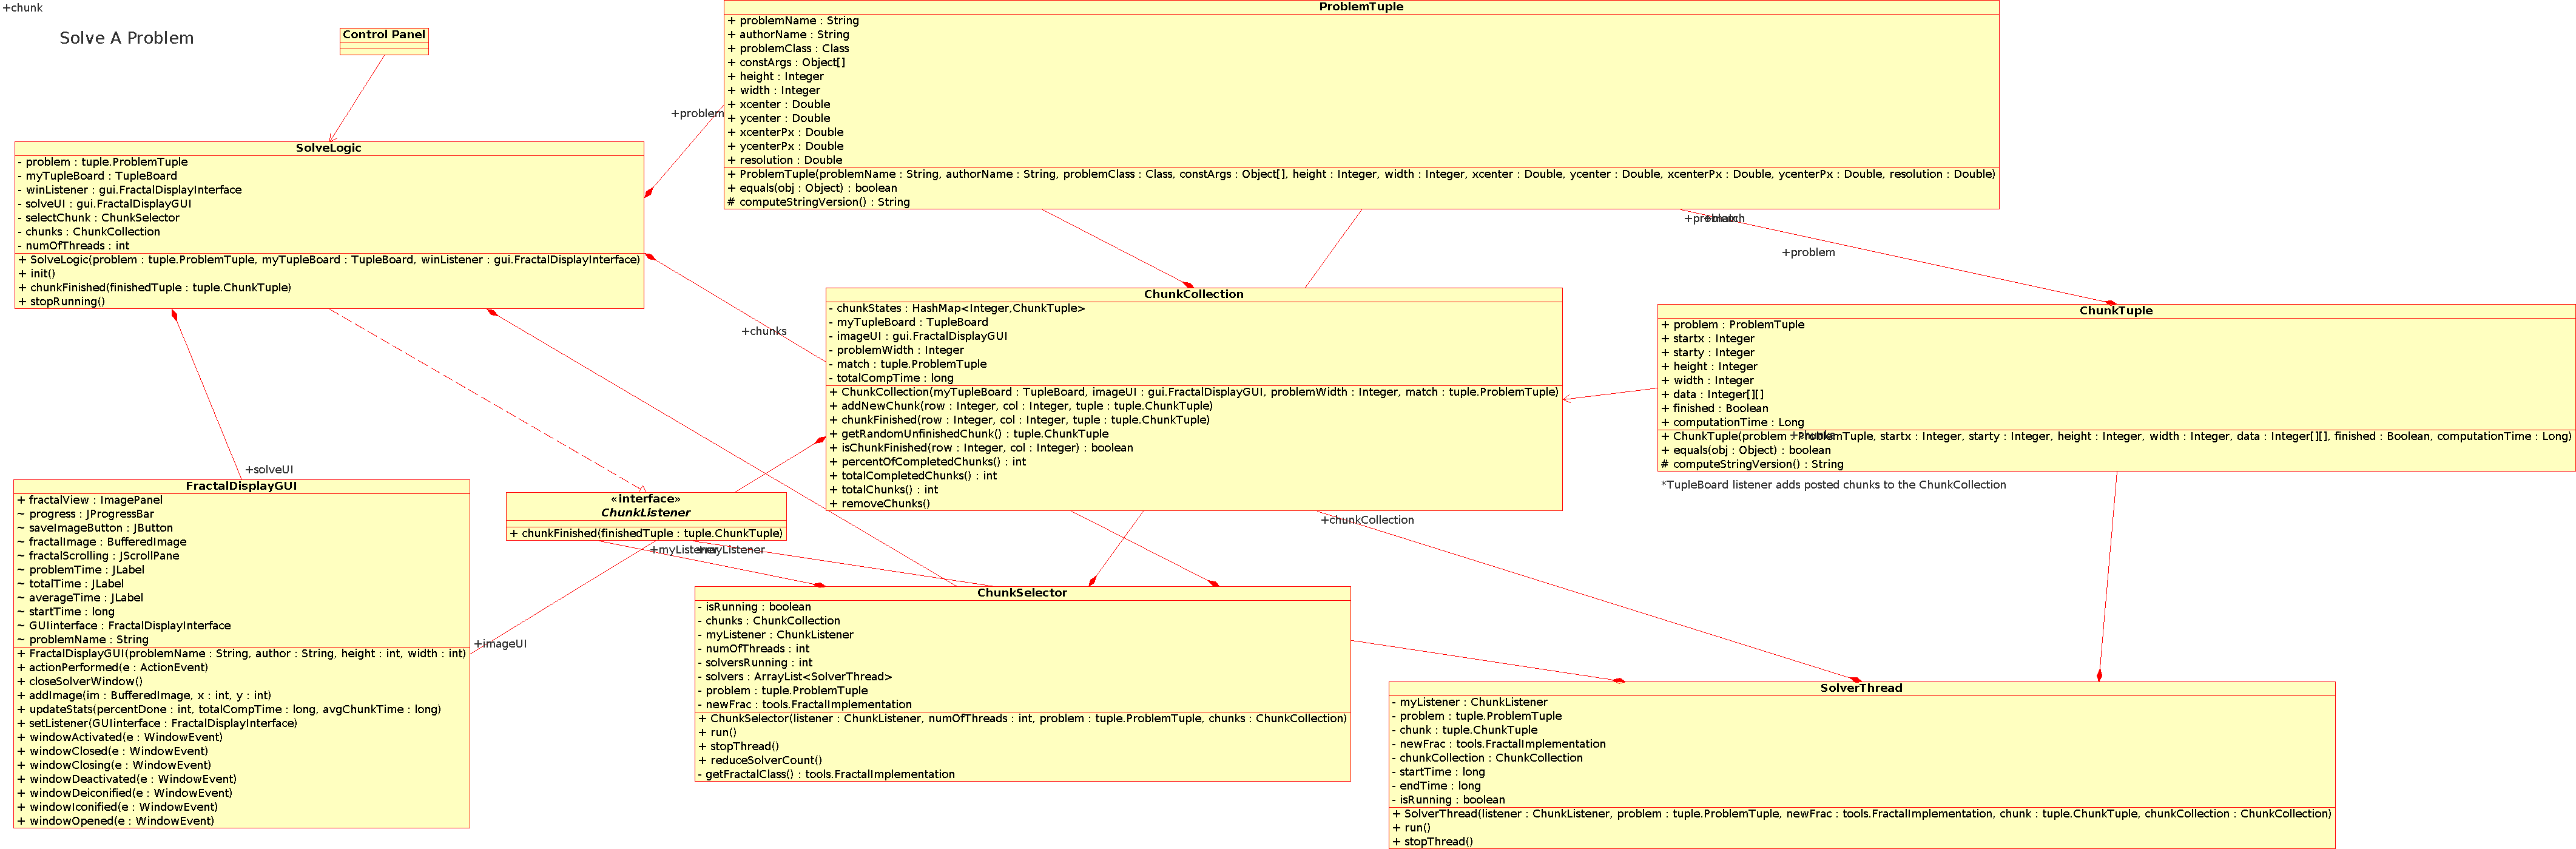 +chunk
Solve A Problem
Control Panel
ProblemTuple
+ problemName : String
+ authorName : String
+ problemClass : Class
+ constArgs : Object[]
+ height : Integer
+ width : Integer
+ xcenter : Double
+ ycenter : Double
+ xcenterPx : Double
+ ycenterPx : Double
+ resolution : Double
+ ProblemTuple(problemName : String, authorName : String, problemClass : Class, constArgs : Object[], height : Integer, width : Integer, xcenter : Double, ycenter : Double, xcenterPx : Double, ycenterPx : Double, resolution : Double)
+ equals(obj : Object) : boolean
# computeStringVersion() : String
+problem
SolveLogic
- problem : tuple.ProblemTuple
- myTupleBoard : TupleBoard
- winListener : gui.FractalDisplayInterface
- solveUI : gui.FractalDisplayGUI
- selectChunk : ChunkSelector
- chunks : ChunkCollection
- numOfThreads : int
+ SolveLogic(problem : tuple.ProblemTuple, myTupleBoard : TupleBoard, winListener : gui.FractalDisplayInterface)
+ init()
+ chunkFinished(finishedTuple : tuple.ChunkTuple)
+ stopRunning()
+problem
+match
+problem
+chunks
ChunkCollection
- chunkStates : HashMap<Integer,ChunkTuple>
- myTupleBoard : TupleBoard
- imageUI : gui.FractalDisplayGUI
- problemWidth : Integer
- match : tuple.ProblemTuple
- totalCompTime : long
+ ChunkCollection(myTupleBoard : TupleBoard, imageUI : gui.FractalDisplayGUI, problemWidth : Integer, match : tuple.ProblemTuple)
+ addNewChunk(row : Integer, col : Integer, tuple : tuple.ChunkTuple)
+ chunkFinished(row : Integer, col : Integer, tuple : tuple.ChunkTuple)
+ getRandomUnfinishedChunk() : tuple.ChunkTuple
+ isChunkFinished(row : Integer, col : Integer) : boolean
+ percentOfCompletedChunks() : int
+ totalCompletedChunks() : int
+ totalChunks() : int
+ removeChunks()
ChunkTuple
+ problem : ProblemTuple
+ startx : Integer
+ starty : Integer
+ height : Integer
+ width : Integer
+ data : Integer[][]
+ finished : Boolean
+ computationTime : Long
+ ChunkTuple(problem : ProblemTuple, startx : Integer, starty : Integer, height : Integer, width : Integer, data : Integer[][], finished : Boolean, computationTime : Long)
+chunks
+ equals(obj : Object) : boolean
# computeStringVersion() : String
*TupleBoard listener adds posted chunks to the ChunkCollection
+solveUI
FractalDisplayGUI
+ fractalView : ImagePanel
~ progress : JProgressBar
~ saveImageButton : JButton
~ fractalImage : BufferedImage
~ fractalScrolling : JScrollPane
~ problemTime : JLabel
~ totalTime : JLabel
~ averageTime : JLabel
~ startTime : long
~ GUIinterface : FractalDisplayInterface
~ problemName : String
+ FractalDisplayGUI(problemName : String, author : String, height : int, width : int)
+ actionPerformed(e : ActionEvent)
+ closeSolverWindow()
+ addImage(im : BufferedImage, x : int, y : int)
+ updateStats(percentDone : int, totalCompTime : long, avgChunkTime : long)
+ setListener(GUIinterface : FractalDisplayInterface)
+ windowActivated(e : WindowEvent)
+ windowClosed(e : WindowEvent)
+ windowClosing(e : WindowEvent)
+ windowDeactivated(e : WindowEvent)
+ windowDeiconified(e : WindowEvent)
+ windowIconified(e : WindowEvent)
+ windowOpened(e : WindowEvent)
«interface»
ChunkListener
+ chunkFinished(finishedTuple : tuple.ChunkTuple)
+myListener
+myListener
+chunkCollection
+imageUI
ChunkSelector
- isRunning : boolean
- chunks : ChunkCollection
- myListener : ChunkListener
- numOfThreads : int
- solversRunning : int
- solvers : ArrayList<SolverThread>
- problem : tuple.ProblemTuple
- newFrac : tools.FractalImplementation
+ ChunkSelector(listener : ChunkListener, numOfThreads : int, problem : tuple.ProblemTuple, chunks : ChunkCollection)
+ run()
+ stopThread()
+ reduceSolverCount()
- getFractalClass() : tools.FractalImplementation
SolverThread
- myListener : ChunkListener
- problem : tuple.ProblemTuple
- chunk : tuple.ChunkTuple
- newFrac : tools.FractalImplementation
- chunkCollection : ChunkCollection
- startTime : long
- endTime : long
- isRunning : boolean
+ SolverThread(listener : ChunkListener, problem : tuple.ProblemTuple, newFrac : tools.FractalImplementation, chunk : tuple.ChunkTuple, chunkCollection : ChunkCollection)
+ run()
+ stopThread()